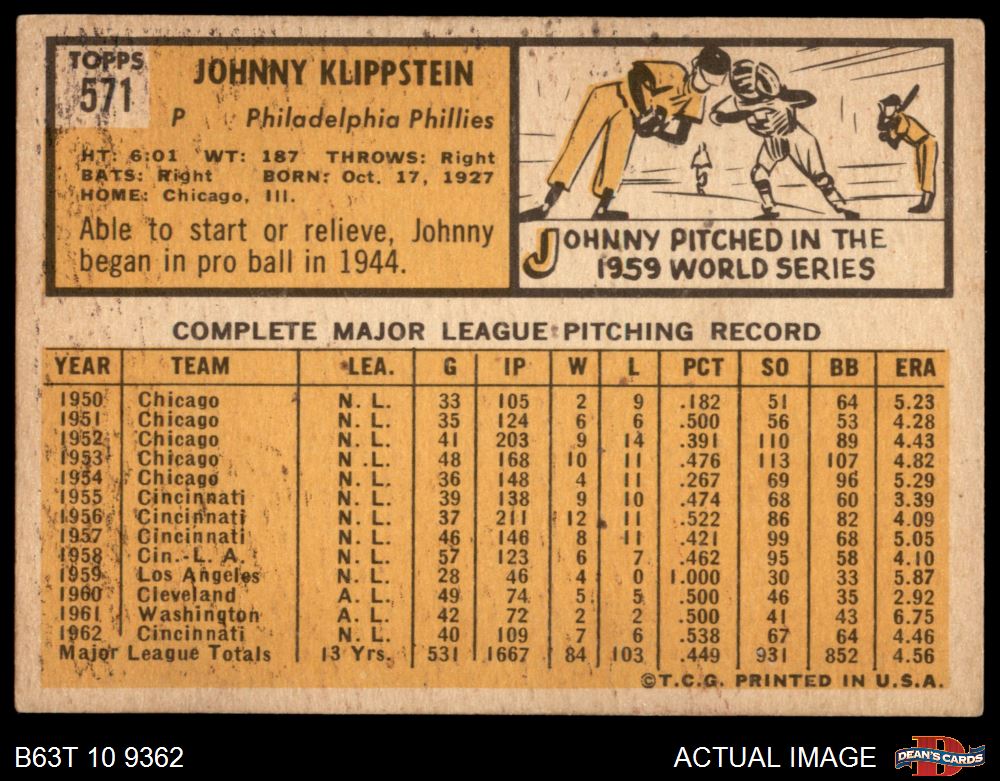 TOPPS
571
JOHNNY KLIPPSTEIN
P Philadelphia Phillies
HT: 6:01 WT: 187 THROWS: Right
BATS: Right BORN: Oct. 17, 1927
HOME: Chicago, Ill.
Able to start or relieve, Johnny
began in pro ball in 1944.
JOHNNY PITCHED IN THE
1959 WORLD SERIES
COMPLETE MAJOR LEAGUE PITCHING RECORD
YEAR TEAM LEA. G IP W L PCT SO BB ERA
1950 Chicago N. L. 33 105 2 9 .182 51 64 5.23
1951 Chicago N. L. 35 124 6 6 .500 56 53 4.28
1952 Chicago N. L. 41 203 9 14 .391 110 89 4.43
1953 Chicago N. L. 48 168 10 11 .476 113 107 4.82
1954 Chicago N. L. 36 148 4 11 .267 69 96 5.29
1955 Cincinnati N. L. 39 138 9 10 .474 68 60 3.39
1956 Cincinnati N. L. 37 211 12 11 .522 86 82 4.09
1957 Cincinnati N. L. 46 146 8 11 .421 99 68 5.05
1958 Cin.-L. A. N. L. 57 123 6 7 .462 95 58 4.10
1959 Los Angeles N. L. 28 46 4 0 1.000 30 33 5.87
1960 Cleveland A. L. 49 74 5 5 .500 46 35 2.92
1961 Washington A. L. 42 72 2 2 .500 41 43 6.75
1962 Cincinnati N. L. 40 109 7 6 .538 67 64 4.46
Major League Totals 13 Yrs. 531 1667 84 103 .449 931 852 4.56
©T.C.G. PRINTED IN U.S.A.
B63T 10 9362
ACTUAL IMAGE
DEAN'S CARDS